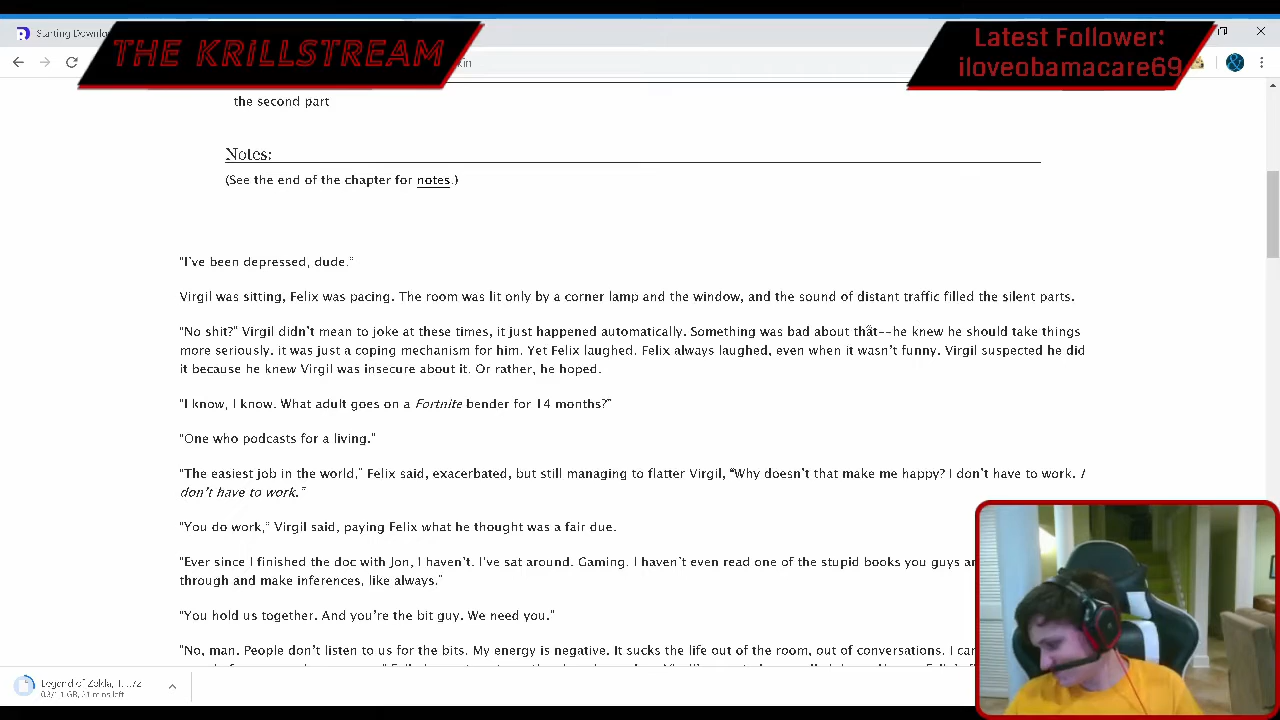 Starting Downlo
THE KRILLSTREAM
Latest Follower:
iloveobamacare69
kin
the second part
Notes:
(See the end of the chapter for notes.)
"I've been depressed, dude."
Virgil was sitting, Felix was pacing. The room was lit only by a corner lamp and the window, and the sound of distant traffic filled the silent parts.
"No shit?" Virgil didn't mean to joke at these times, it just happened automatically. Something was bad about that--he knew he should take things
more seriously. it was just a coping mechanism for him. Yet Felix laughed. Felix always laughed, even when it wasn't funny. Virgil suspected he did
it because he knew Virgil was insecure about it. Or rather, he hoped.
"I know, I know. What adult goes on a Fortnite bender for 14 months?"
"One who podcasts for a living."
"The easiest job in the world," Felix said, exacerbated, but still managing to flatter Virgil, "Why doesn't that make me happy? I don't have to work. I
don't have to work."
"You do work," Virgil said, paying Felix what he thought was a fair due.
"Ever since I finished the doc with Jon, I haven't. I've sat around. Gaming. I haven't even read one of the stupid books you guys
through and make inferences, like always."
"You hold us together. And you're the bit guy. We need you."
"No, man. People don't listen to us for the bits. My energy is negative. It sucks the life out of the room, out of conversations. I
Legend of Zelda,
GB, 21 mins left